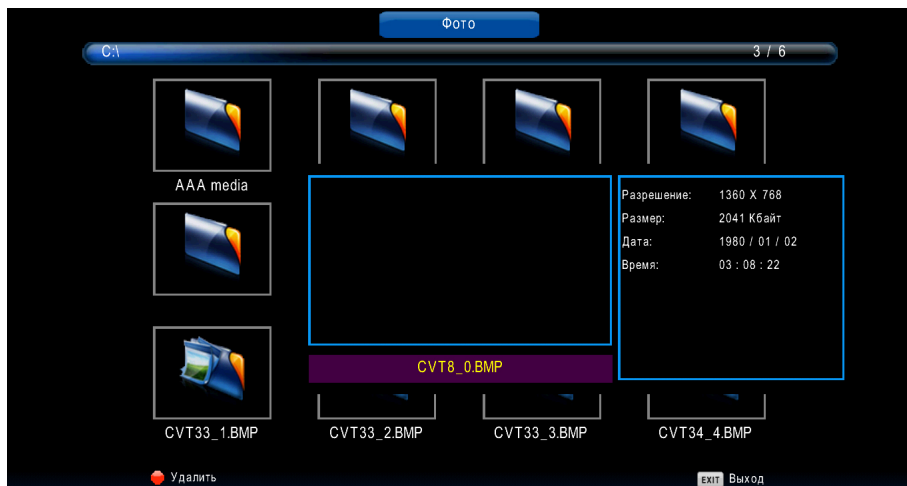 Фото
C:\ 3 / 6
AAA media
Разрешение: 1360 X 768
Размер: 2041 Кбайт
Дата: 1980 / 01 / 02
Время: 03 : 08 : 22
CVT8_0.BMP
CVT33_1.BMP CVT33_2.BMP CVT33_3.BMP CVT34_4.BMP
Удалить EXIT Выход